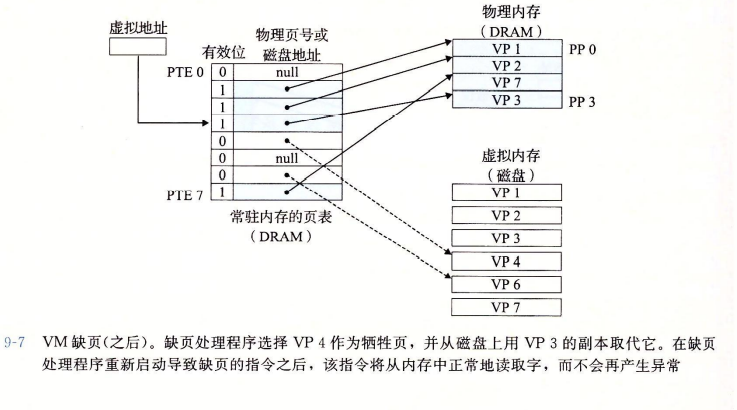 虚拟地址
物理页号或
有效位 磁盘地址
PTE 0 0 null
1
1
1
0
0 null
0
PTE 7 1
常驻内存的页表
（DRAM）
物理内存
（DRAM）
VP 1 PP 0
VP 2
VP 7
VP 3 PP 3
虚拟内存
（磁盘）
VP 1
VP 2
VP 3
VP 4
VP 6
VP 7
9-7 VM 缺页(之后)。缺页处理程序选择 VP 4 作为牺牲页，并从磁盘上用 VP 3 的副本取代它。在缺页
处理程序重新启动导致缺页的指令之后，该指令将从内存中正常地读取字，而不会再产生异常